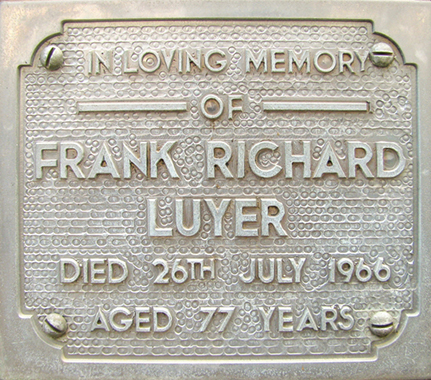 IN LOVING MEMORY
OF
FRANK RICHARD
LUYER
DIED 26TH JULY 1966
AGED 77 YEARS